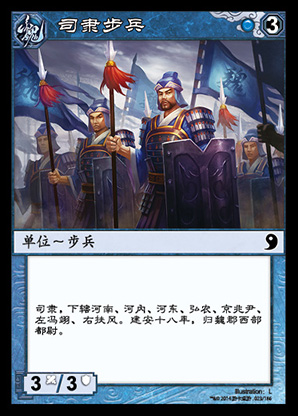 司隶步兵
3
单位～步兵
司隶，下辖河南、河内、河东、弘农、京兆尹、
左冯翊、右扶风。建安十八年，归魏郡西部
都尉。
3/3
Illustration: L